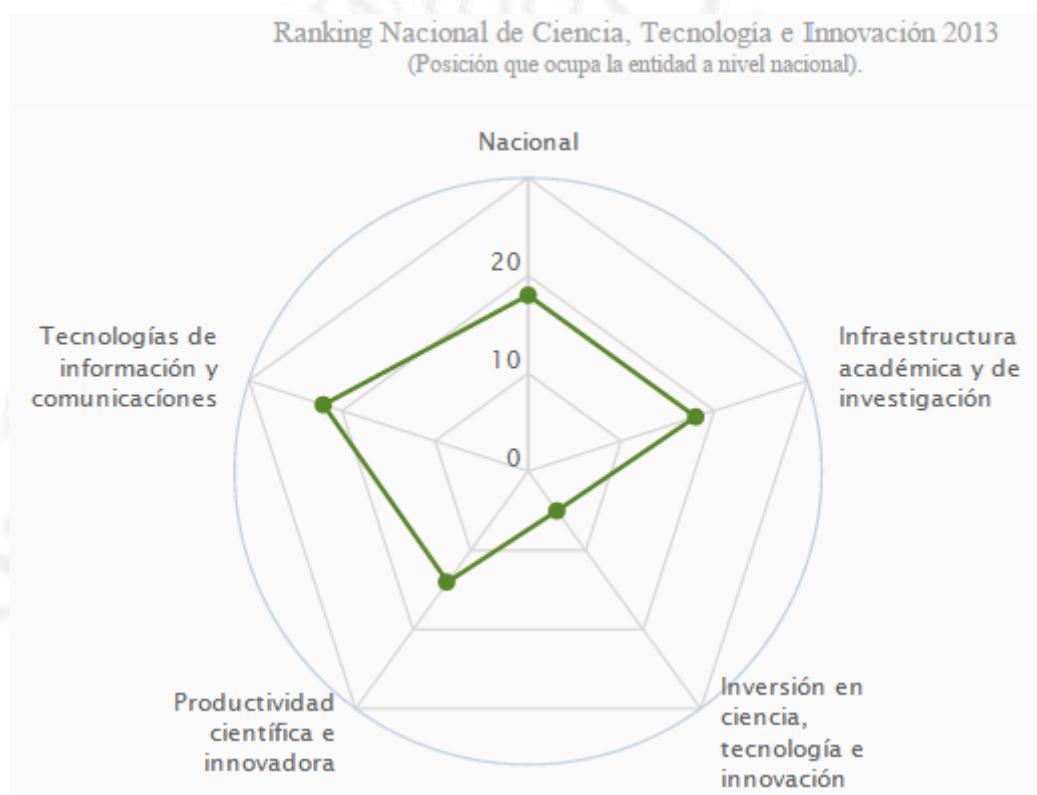 Ranking Nacional de Ciencia, Tecnología e Innovación 2013
(Posición que ocupa la entidad a nivel nacional).
Nacional
20
10
0
Tecnologías de
información y
comunicacíones
Infraestructura
académica y de
investigación
Productividad
científica e
innovadora
Inversión en
ciencia,
tecnología e
innovación